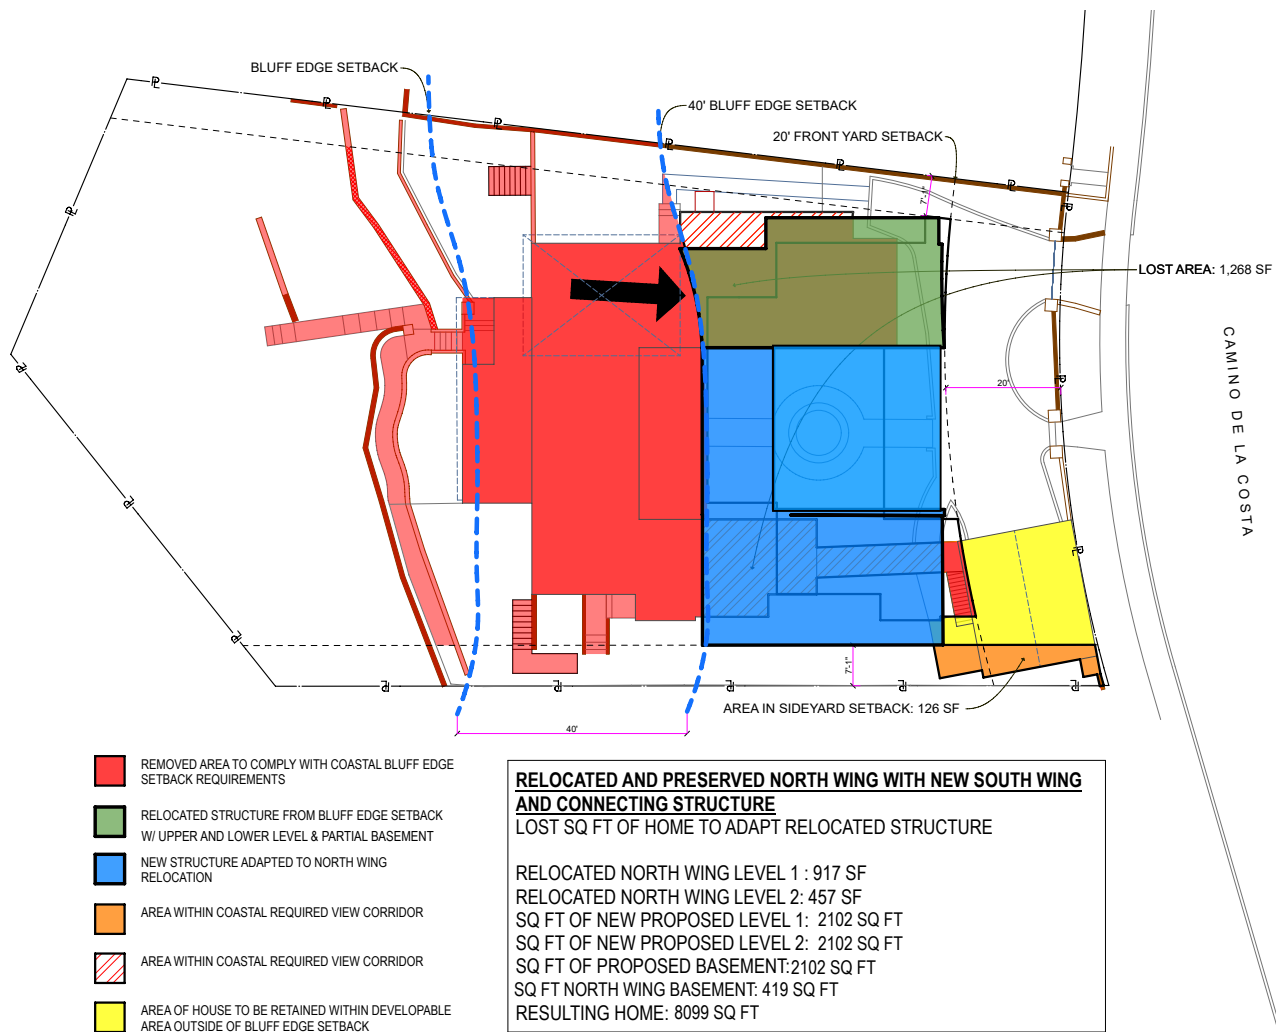 BLUFF EDGE SETBACK
40' BLUFF EDGE SETBACK
20' FRONT YARD SETBACK
7'-1"
LOST AREA: 1,268 SF
CAMINO DE LA COSTA
20'
7'-1"
AREA IN SIDEYARD SETBACK: 126 SF
40'
REMOVED AREA TO COMPLY WITH COASTAL BLUFF EDGE
SETBACK REQUIREMENTS
RELOCATED STRUCTURE FROM BLUFF EDGE SETBACK
W/ UPPER AND LOWER LEVEL & PARTIAL BASEMENT
NEW STRUCTURE ADAPTED TO NORTH WING
RELOCATION
AREA WITHIN COASTAL REQUIRED VIEW CORRIDOR
AREA WITHIN COASTAL REQUIRED VIEW CORRIDOR
AREA OF HOUSE TO BE RETAINED WITHIN DEVELOPABLE
AREA OUTSIDE OF BLUFF EDGE SETBACK
RELOCATED AND PRESERVED NORTH WING WITH NEW SOUTH WING
AND CONNECTING STRUCTURE
LOST SQ FT OF HOME TO ADAPT RELOCATED STRUCTURE
RELOCATED NORTH WING LEVEL 1 : 917 SF
RELOCATED NORTH WING LEVEL 2: 457 SF
SQ FT OF NEW PROPOSED LEVEL 1: 2102 SQ FT
SQ FT OF NEW PROPOSED LEVEL 2: 2102 SQ FT
SQ FT OF PROPOSED BASEMENT: 2102 SQ FT
SQ FT NORTH WING BASEMENT: 419 SQ FT
RESULTING HOME: 8099 SQ FT